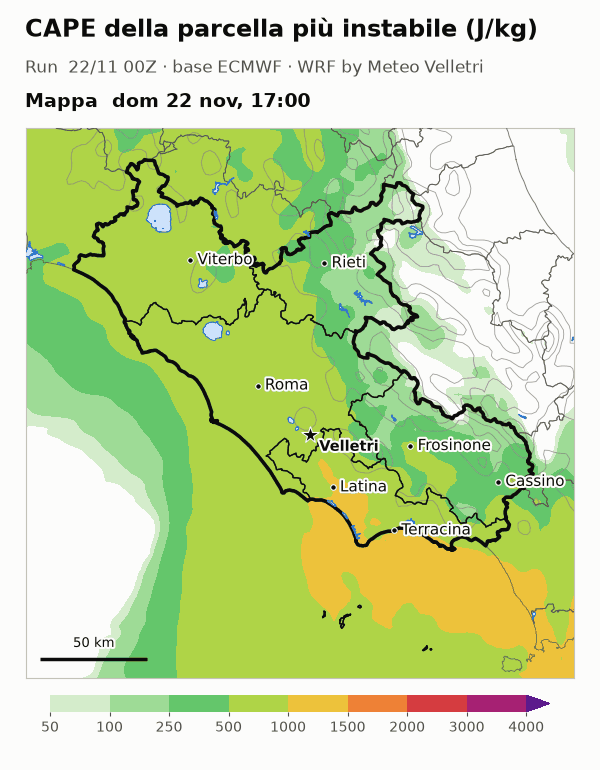 CAPE della parcella più instabile (J/kg)
Run  22/11 00Z · base ECMWF · WRF by Meteo Velletri
Mappa  dom 22 nov, 17:00
Viterbo
Rieti
Roma
Velletri
Frosinone
Cassino
Latina
Terracina
50 km
50 100 250 500 1000 1500 2000 3000 4000